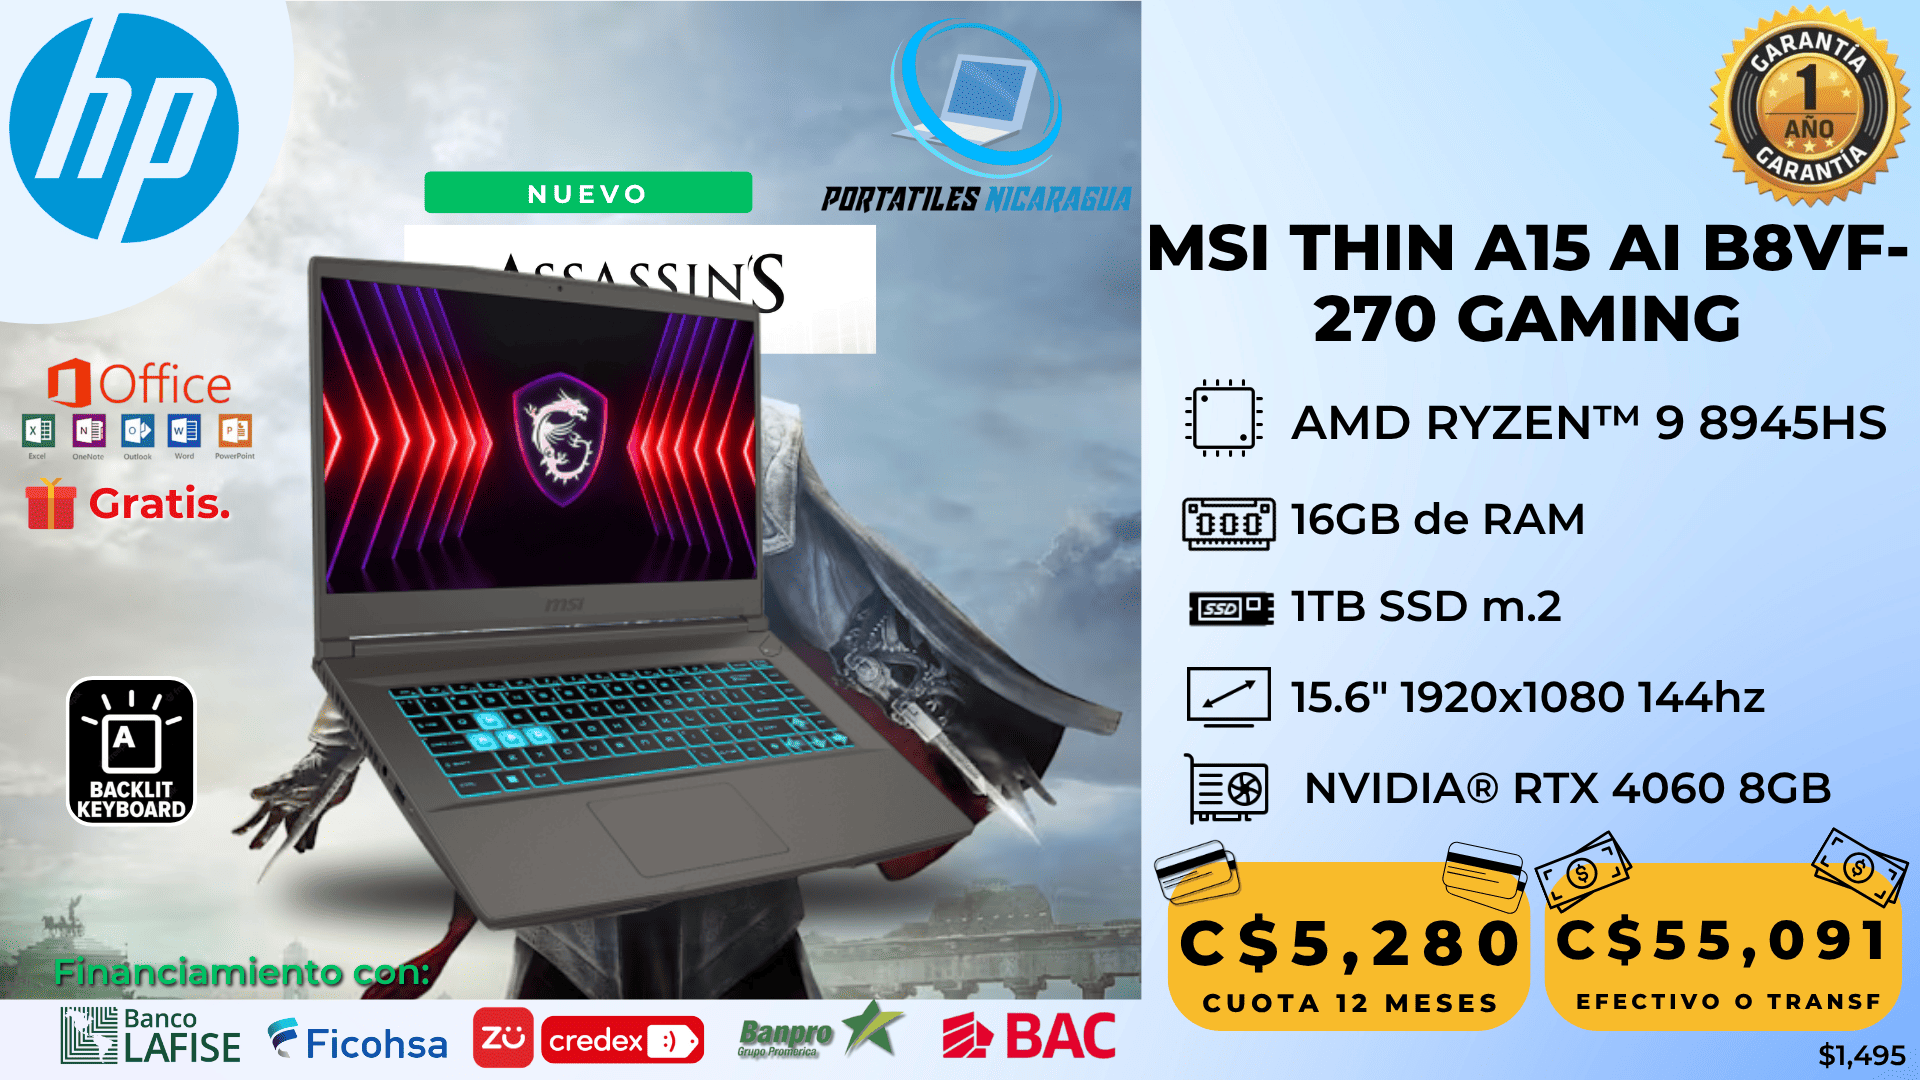 hp
NUEVO
PORTATILES NICARAGUA
GARANTÍA
1
AÑO
GARANTÍA
ASSASSIN'S
MSI THIN A15 AI B8VF-
270 GAMING
Office
Excel
OneNote
Outlook
Word
PowerPoint
Gratis.
msi
A
BACKLIT
KEYBOARD
AMD RYZEN™ 9 8945HS
16GB de RAM
SSD
1TB SSD m.2
15.6" 1920x1080 144hz
NVIDIA® RTX 4060 8GB
C$5,280
CUOTA 12 MESES
C$55,091
EFECTIVO O TRANSF
$1,495
Financiamiento con:
Banco
LAFISE
Ficohsa
zü
credex
Banpro
Grupo Promerica
BAC